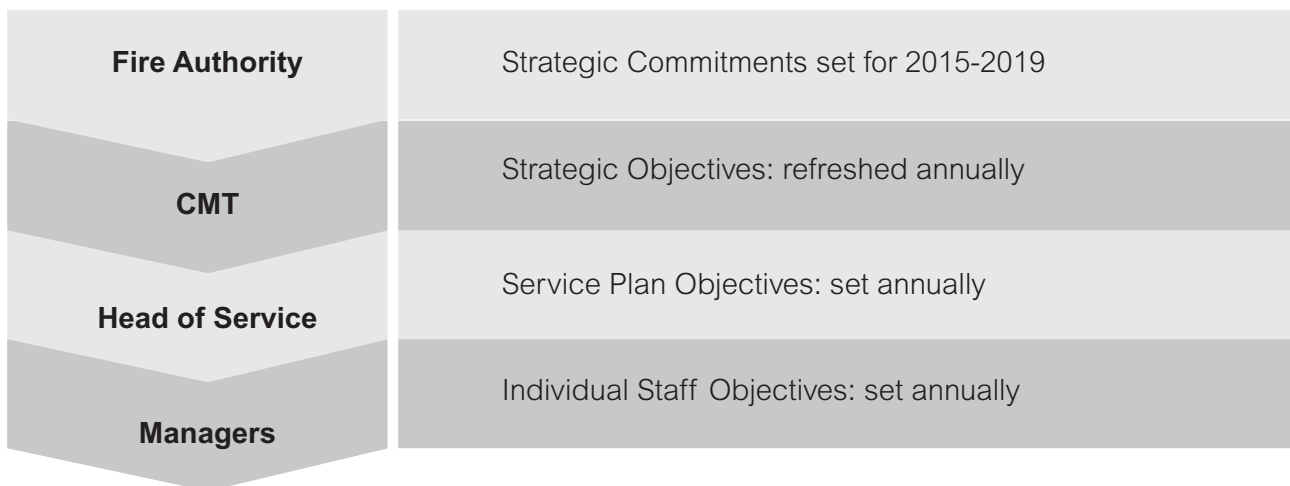 Fire Authority
Strategic Commitments set for 2015-2019
CMT
Strategic Objectives: refreshed annually
Head of Service
Service Plan Objectives: set annually
Managers
Individual Staff Objectives: set annually